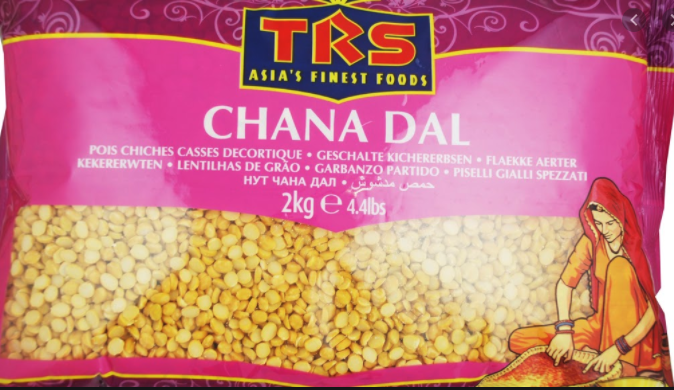 TRS
ASIA'S FINEST FOODS
CHANA DAL
POIS CHICHES CASSES DECORTIQUE • GESCHALTE KICHERERBSEN • FLAEKKE AERTER
KEKERERWTEN • LENTILHAS DE GRÃO • GARBANZO PARTIDO • PISELLI GIALLI SPEZZATI
НУТ ЧАНА ДАЛ • حمص مدشوش
2kg ℮ 4.4lbs